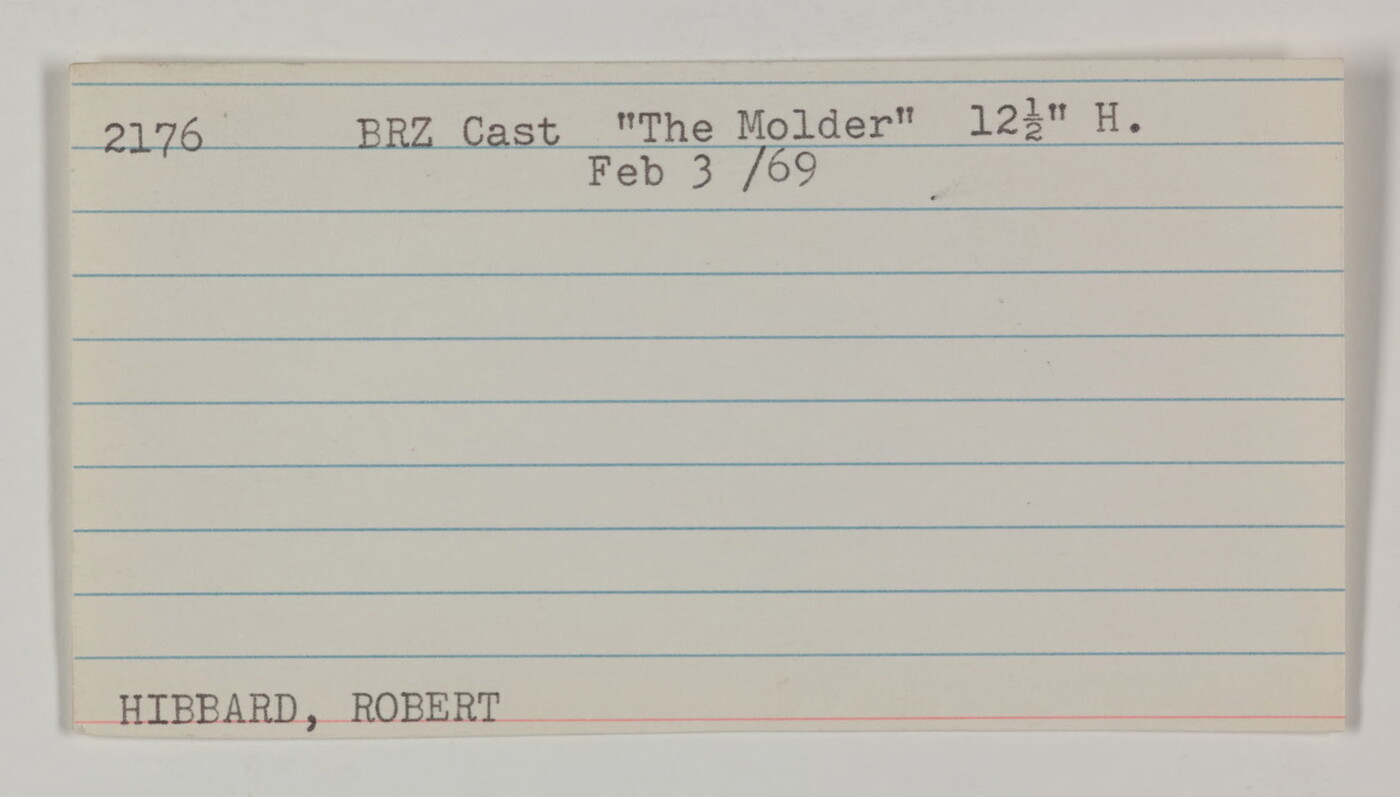 2176 BRZ Cast "The Molder" 12½" H.
Feb 3 /69
HIBBARD, ROBERT